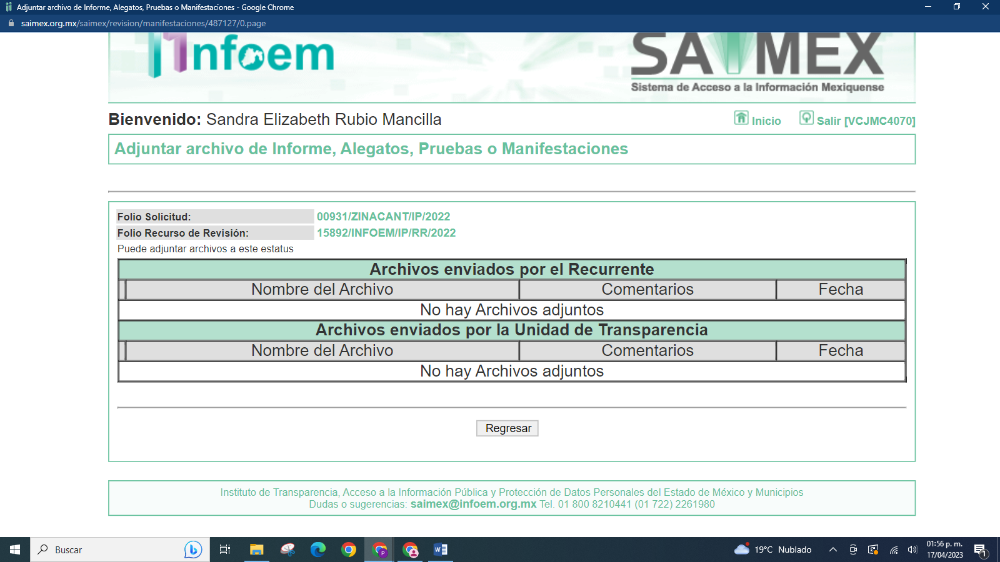 Adjuntar archivo de Informe, Alegatos, Pruebas o Manifestaciones - Google Chrome
saimex.org.mx/saimex/revision/manifestaciones/487127/0.page
infoem
SAIMEX
Sistema de Acceso a la Información Mexiquense
Bienvenido: Sandra Elizabeth Rubio Mancilla
Inicio Salir [VCJMC4070]
Adjuntar archivo de Informe, Alegatos, Pruebas o Manifestaciones
Folio Solicitud: 00931/ZINACANT/IP/2022
Folio Recurso de Revisión: 15892/INFOEM/IP/RR/2022
Puede adjuntar archivos a este estatus
Archivos enviados por el Recurrente
Nombre del Archivo Comentarios Fecha
No hay Archivos adjuntos
Archivos enviados por la Unidad de Transparencia
Nombre del Archivo Comentarios Fecha
No hay Archivos adjuntos
Regresar
Instituto de Transparencia, Acceso a la Información Pública y Protección de Datos Personales del Estado de México y Municipios
Dudas o sugerencias: saimex@infoem.org.mx Tel. 01 800 8210441 (01 722) 2261980
Buscar
19°C Nublado
01:56 p. m.
17/04/2023
1